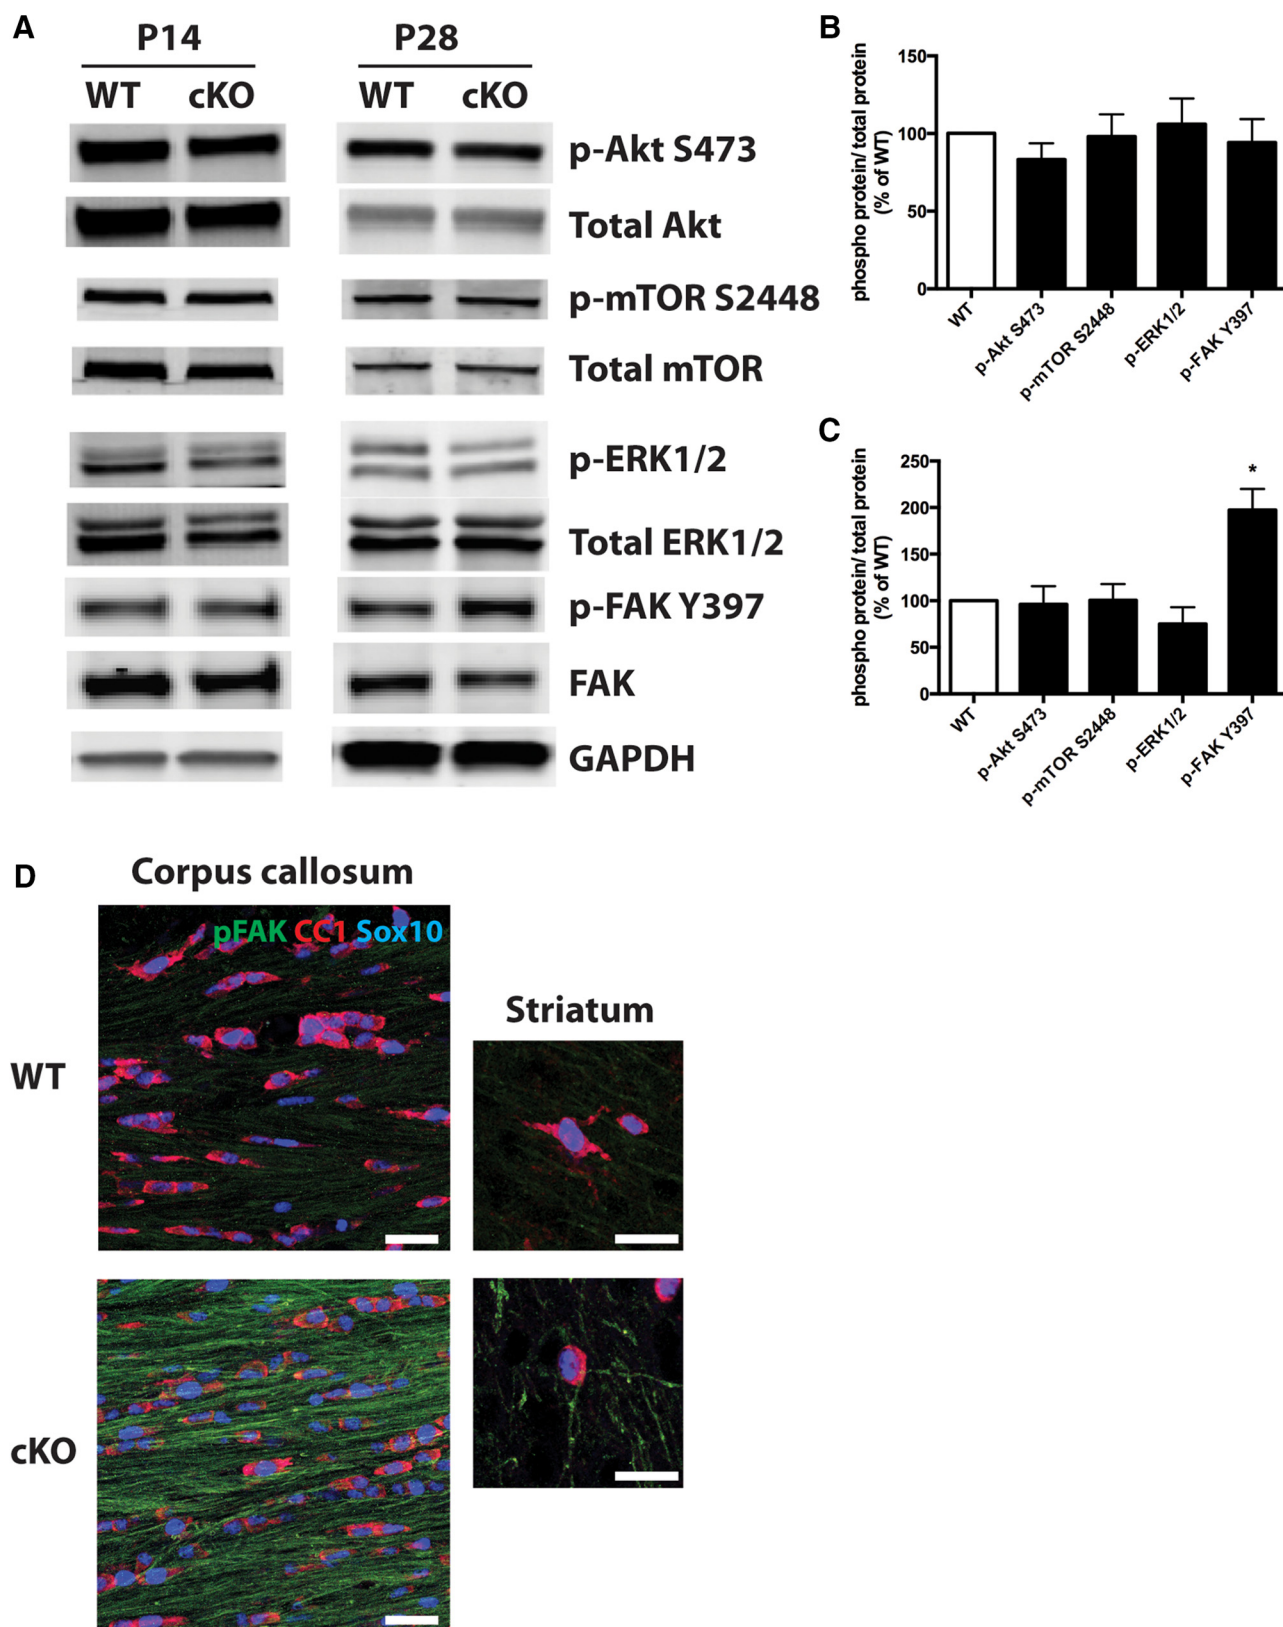 A
P14
P28
WT
cKO
WT
cKO
p-Akt S473
Total Akt
p-mTOR S2448
Total mTOR
p-ERK1/2
Total ERK1/2
p-FAK Y397
FAK
GAPDH
B
phospho protein/ total protein
(% of WT)
150
100
50
0
WT
p-Akt S473
p-mTOR S2448
p-ERK1/2
p-FAK Y397
C
phospho protein/ total protein
(% of WT)
250
200
150
100
50
0
*
WT
p-Akt S473
p-mTOR S2448
p-ERK1/2
p-FAK Y397
D
Corpus callosum
pFAK CC1 Sox10
Striatum
WT
cKO